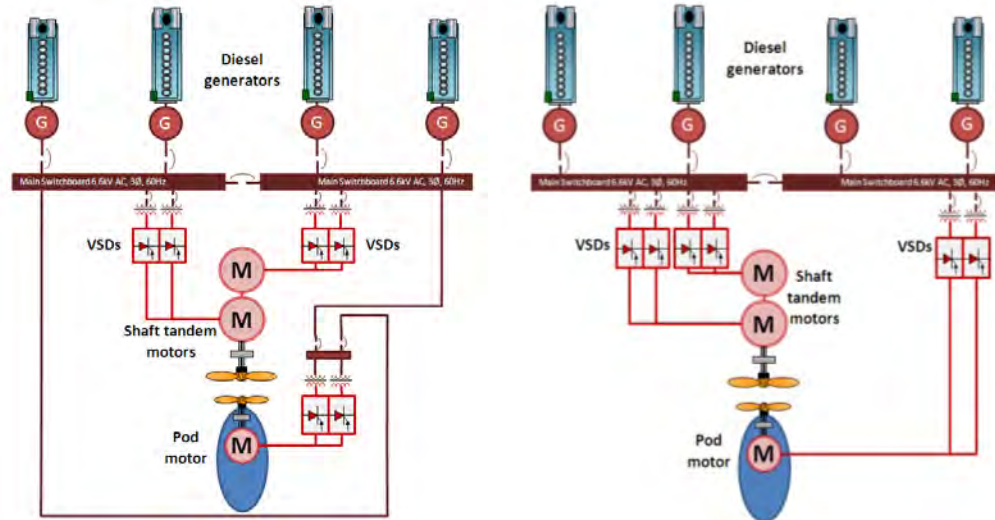 Diesel
generators
G
G
G
G
Main Switchboard 6.6kV AC, 3Ø, 60Hz
Main Switchboard 6.6kV AC, 3Ø, 60Hz
VSDs
VSDs
M
M
Shaft tandem
motors
Pod
motor
M
Diesel
generators
G
G
G
G
Main Switchboard 6.6kV AC, 3Ø, 60Hz
Main Switchboard 6.6kV AC, 3Ø, 60Hz
VSDs
M
Shaft
tandem
motors
M
Pod
motor
M